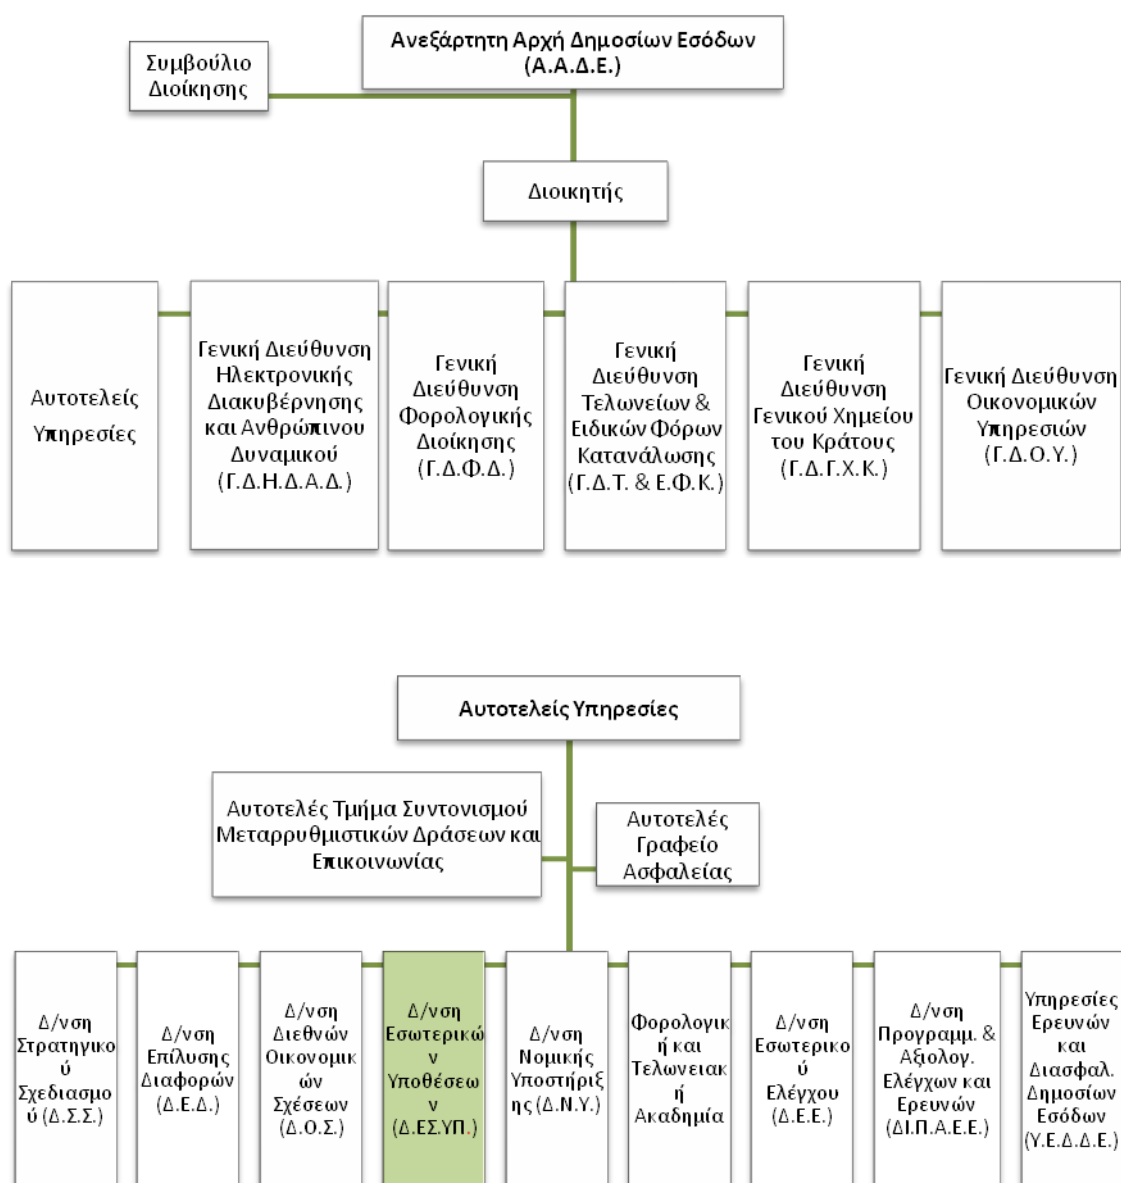 Ανεξάρτητη Αρχή Δημοσίων Εσόδων
(Α.Α.Δ.Ε.)
Συμβούλιο
Διοίκησης
Διοικητής
Αυτοτελείς
Υπηρεσίες
Γενική Διεύθυνση
Ηλεκτρονικής
Διακυβέρνησης
και Ανθρώπινου
Δυναμικού
(Γ.Δ.Η.Δ.Α.Δ.)
Γενική
Διεύθυνση
Φορολογικής
Διοίκησης
(Γ.Δ.Φ.Δ.)
Γενική
Διεύθυνση
Τελωνείων &
Ειδικών Φόρων
Κατανάλωσης
(Γ.Δ.Τ. & Ε.Φ.Κ.)
Γενική
Διεύθυνση
Γενικού Χημείου
του Κράτους
(Γ.Δ.Γ.Χ.Κ.)
Γενική Διεύθυνση
Οικονομικών
Υπηρεσιών
(Γ.Δ.Ο.Υ.)
Αυτοτελείς Υπηρεσίες
Αυτοτελές Τμήμα Συντονισμού
Μεταρρυθμιστικών Δράσεων και
Επικοινωνίας
Αυτοτελές
Γραφείο
Ασφαλείας
Δ/νση
Στρατηγικο
ύ
Σχεδιασμο
ύ (Δ.Σ.Σ.)
Δ/νση
Επίλυσης
Διαφορών
(Δ.Ε.Δ.)
Δ/νση
Διεθνών
Οικονομικ
ών
Σχέσεων
(Δ.Ο.Σ.)
Δ/νση
Εσωτερικώ
ν
Υποθέσεω
ν
(Δ.ΕΣ.ΥΠ.)
Δ/νση
Νομικής
Υποστήριξ
ης (Δ.Ν.Υ.)
Φορολογικ
ή και
Τελωνειακ
ή
Ακαδημία
Δ/νση
Εσωτερικο
ύ
Ελέγχου
(Δ.Ε.Ε.)
Δ/νση
Προγραμμ. &
Αξιολογ.
Ελέγχων και
Ερευνών
(ΔΙ.Π.Α.Ε.Ε.)
Υπηρεσίες
Ερευνών
και
Διασφαλ.
Δημοσίων
Εσόδων
(Υ.Ε.Δ.Δ.Ε.)